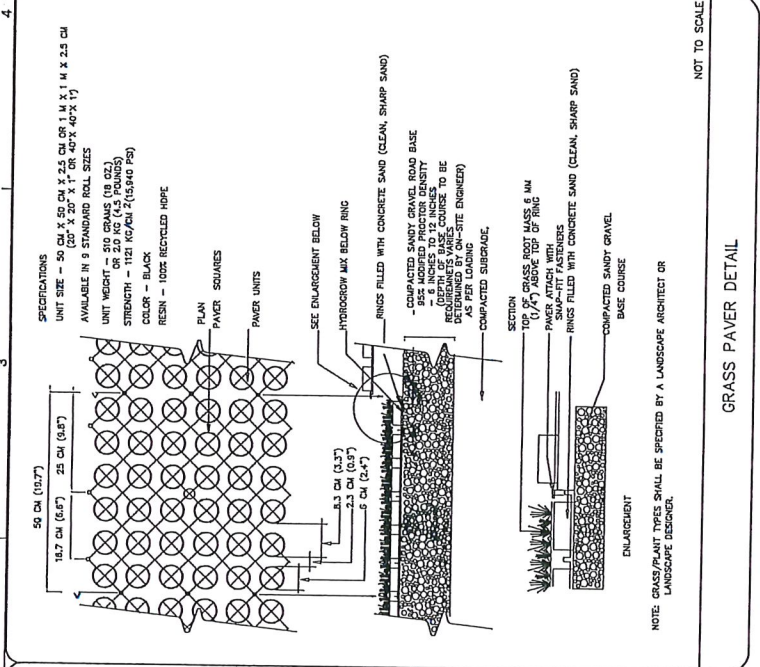 3
4
SPECIFICATIONS
UNIT SIZE – 50 CM X 50 CM X 2.5 CM OR 1 M X 1 M X 2.5 CM
(20" X 20" X 1" OR 40"X 40"X 1")
AVAILABLE IN 9 STANDARD ROLL SIZES
UNIT WEIGHT – 510 GRAMS (18 OZ.)
OR 2.0 KG (4.5 POUNDS)
STRENGTH – 1121 KG/CM 2(15,940 PSI)
COLOR – BLACK
RESIN – 100% RECYCLED HDPE
50 CM (19.7")
16.7 CM (6.6")
25 CM (9.8")
PLAN
PAVER SQUARES
PAVER UNITS
8.3 CM (3.3")
2.3 CM (0.9")
6 CM (2.4")
SEE ENLARGEMENT BELOW
HYDROGROW MIX BELOW RING
RINGS FILLED WITH CONCRETE SAND (CLEAN, SHARP SAND)
- COMPACTED SANDY GRAVEL ROAD BASE
95% MODIFIED PROCTOR DENSITY
- 6 INCHES TO 12 INCHES
(DEPTH OF BASE COURSE TO BE
REQUIREMNETS VARIES
DETERMINED BY ON-SITE ENGINEER)
AS PER LOADING
COMPACTED SUBGRADE,
SECTION
TOP OF GRASS ROOT MASS 6 MM
(1/4") ABOVE TOP OF RING
PAVER ATTACH WITH
SNAP-FIT FASTENERS
RINGS FILLED WITH CONCRETE SAND (CLEAN, SHARP SAND)
COMPACTED SANDY GRAVEL
BASE COURSE
ENLARGEMENT
NOTE: GRASS/PLANT TYPES SHALL BE SPECIFIED BY A LANDSCAPE ARCHITECT OR
LANDSCAPE DESIGNER.
NOT TO SCALE
GRASS PAVER DETAIL